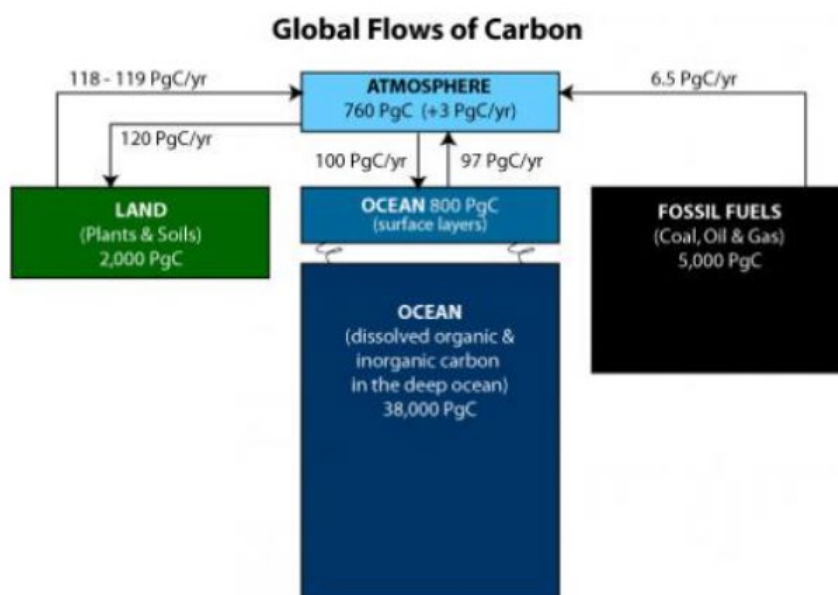 Global Flows of Carbon
118 - 119 PgC/yr
ATMOSPHERE
760 PgC (+3 PgC/yr)
6.5 PgC/yr
120 PgC/yr
100 PgC/yr
97 PgC/yr
LAND
(Plants & Soils)
2,000 PgC
OCEAN 800 PgC
(surface layers)
FOSSIL FUELS
(Coal, Oil & Gas)
5,000 PgC
OCEAN
(dissolved organic &
inorganic carbon
in the deep ocean)
38,000 PgC